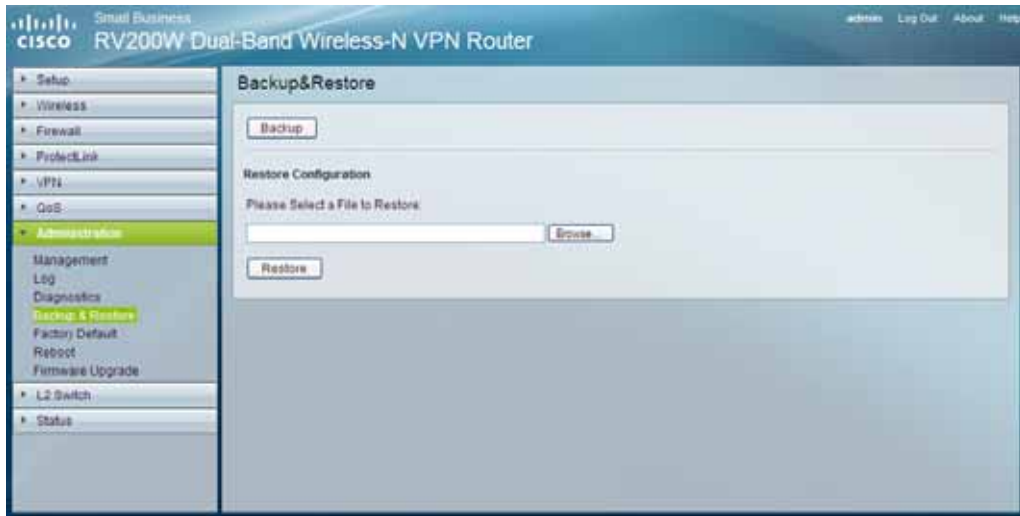 Small Business
CISCO RV200W Dual-Band Wireless-N VPN Router
admin Log Out About Help
Setup
Wireless
Firewall
ProtectLink
VPN
QoS
Administration
Management
Log
Diagnostics
Backup & Restore
Factory Default
Reboot
Firmware Upgrade
L2 Switch
Status
Backup&Restore
Backup
Restore Configuration
Please Select a File to Restore
Browse...
Restore